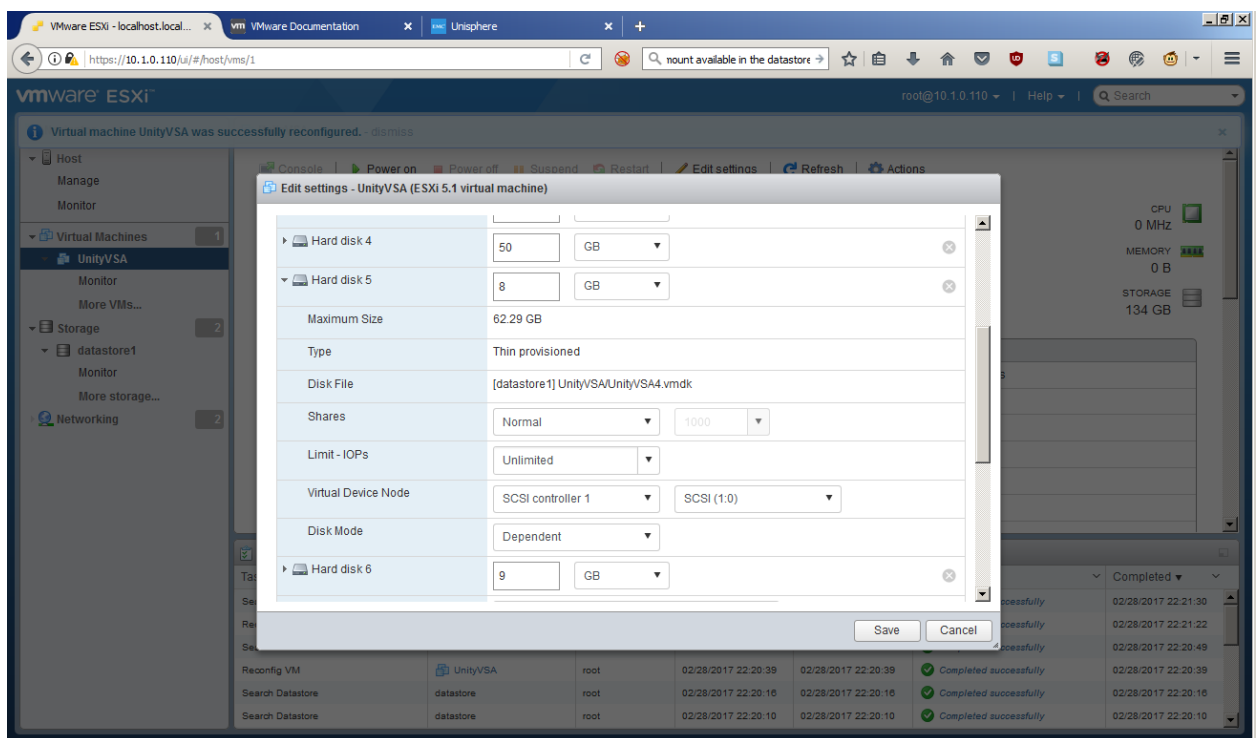 VMware ESXi - localhost.local...
vm VMware Documentation
EMC Unisphere
https://10.1.0.110/ui/#/host/vms/1
nount available in the datastore
vmware ESXi™
root@10.1.0.110 | Help | Search
Virtual machine UnityVSA was successfully reconfigured. - dismiss
Host
Manage
Monitor
Virtual Machines 1
UnityVSA
Monitor
More VMs...
Storage 2
datastore1
Monitor
More storage...
Networking 2
Console | Power on Power off Suspend Restart | Edit settings | Refresh | Actions
CPU
0 MHz
MEMORY
0 B
STORAGE
134 GB
Edit settings - UnityVSA (ESXi 5.1 virtual machine)
Hard disk 4 50 GB
Hard disk 5 8 GB
Maximum Size 62.29 GB
Type Thin provisioned
Disk File [datastore1] UnityVSA/UnityVSA4.vmdk
Shares Normal 1000
Limit - IOPs Unlimited
Virtual Device Node SCSI controller 1 SCSI (1:0)
Disk Mode Dependent
Hard disk 6 9 GB
Save Cancel
Completed
02/28/2017 22:21:30
02/28/2017 22:21:22
02/28/2017 22:20:49
Reconfig VM UnityVSA root 02/28/2017 22:20:39 02/28/2017 22:20:39 Completed successfully 02/28/2017 22:20:39
Search Datastore datastore root 02/28/2017 22:20:16 02/28/2017 22:20:16 Completed successfully 02/28/2017 22:20:16
Search Datastore datastore root 02/28/2017 22:20:10 02/28/2017 22:20:10 Completed successfully 02/28/2017 22:20:10